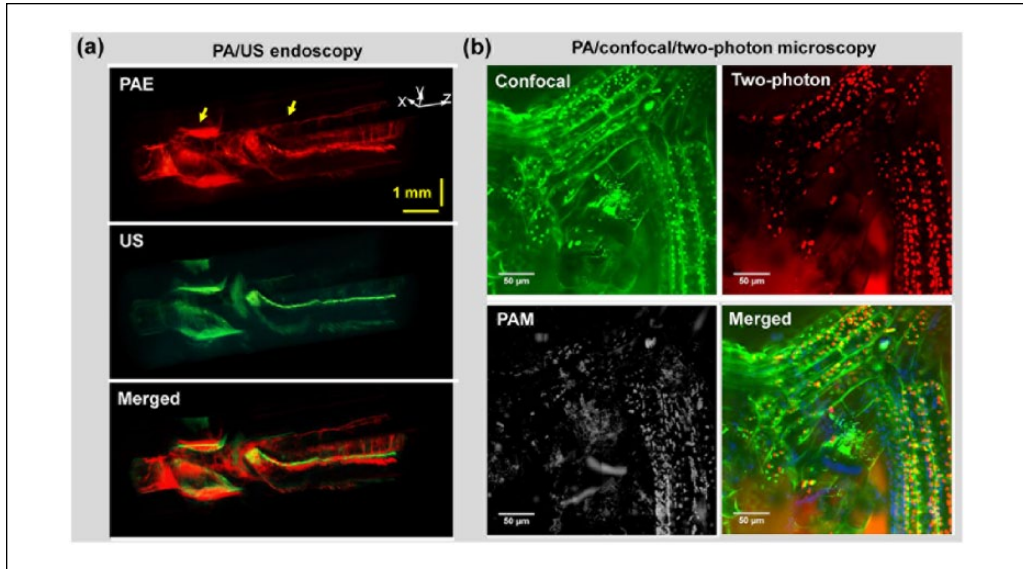 (a)
PA/US endoscopy
PAE
X
y
Z
1 mm
US
Merged
(b)
PA/confocal/two-photon microscopy
Confocal
50 µm
Two-photon
50 µm
PAM
50 µm
Merged
50 µm